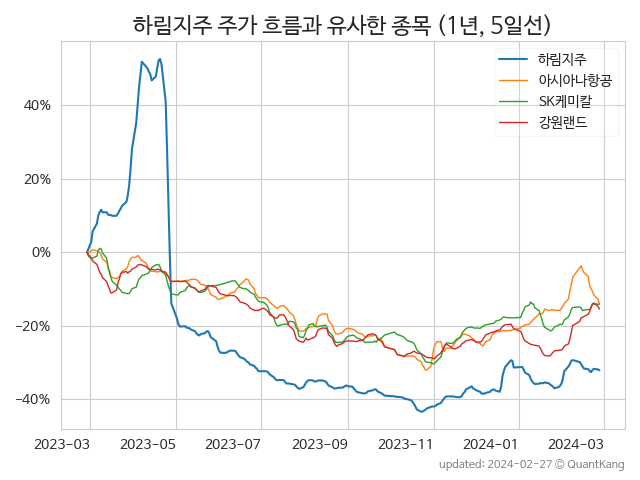 하림지주 주가 흐름과 유사한 종목 (1년, 5일선)
하림지주
아시아나항공
SK케미칼
강원랜드
40%
20%
0%
−20%
−40%
2023-03 2023-05 2023-07 2023-09 2023-11 2024-01 2024-03
updated: 2024-02-27 © QuantKang